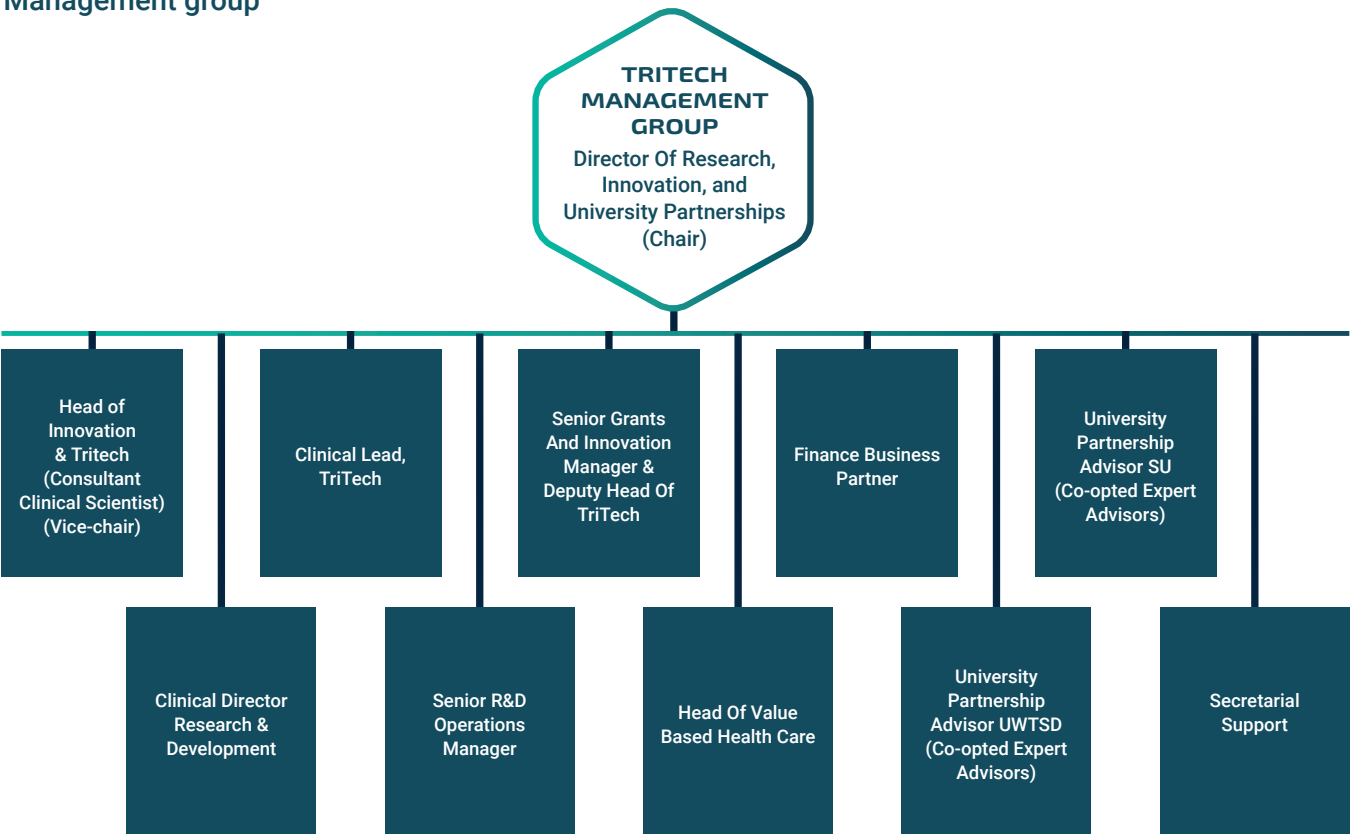 Management group
TRITECH
MANAGEMENT
GROUP
Director Of Research,
Innovation, and
University Partnerships
(Chair)
Head of
Innovation
& Tritech
(Consultant
Clinical Scientist)
(Vice-chair)
Clinical Lead,
TriTech
Senior Grants
And Innovation
Manager &
Deputy Head Of
TriTech
Finance Business
Partner
University
Partnership
Advisor SU
(Co-opted Expert
Advisors)
Clinical Director
Research &
Development
Senior R&D
Operations
Manager
Head Of Value
Based Health Care
University
Partnership
Advisor UWTSD
(Co-opted Expert
Advisors)
Secretarial
Support